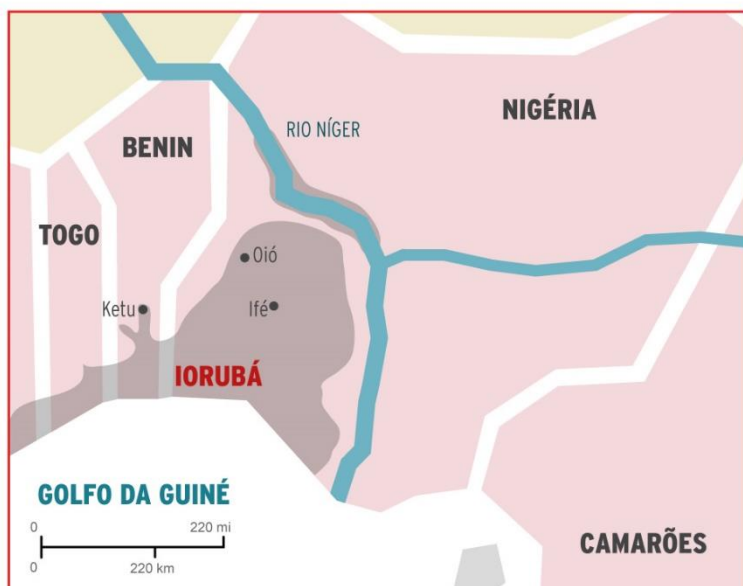 NIGÉRIA
RIO NÍGER
BENIN
TOGO
Oió
Ketu
Ifé
IORUBÁ
GOLFO DA GUINÉ
0 220 mi
0 220 km
CAMARÕES